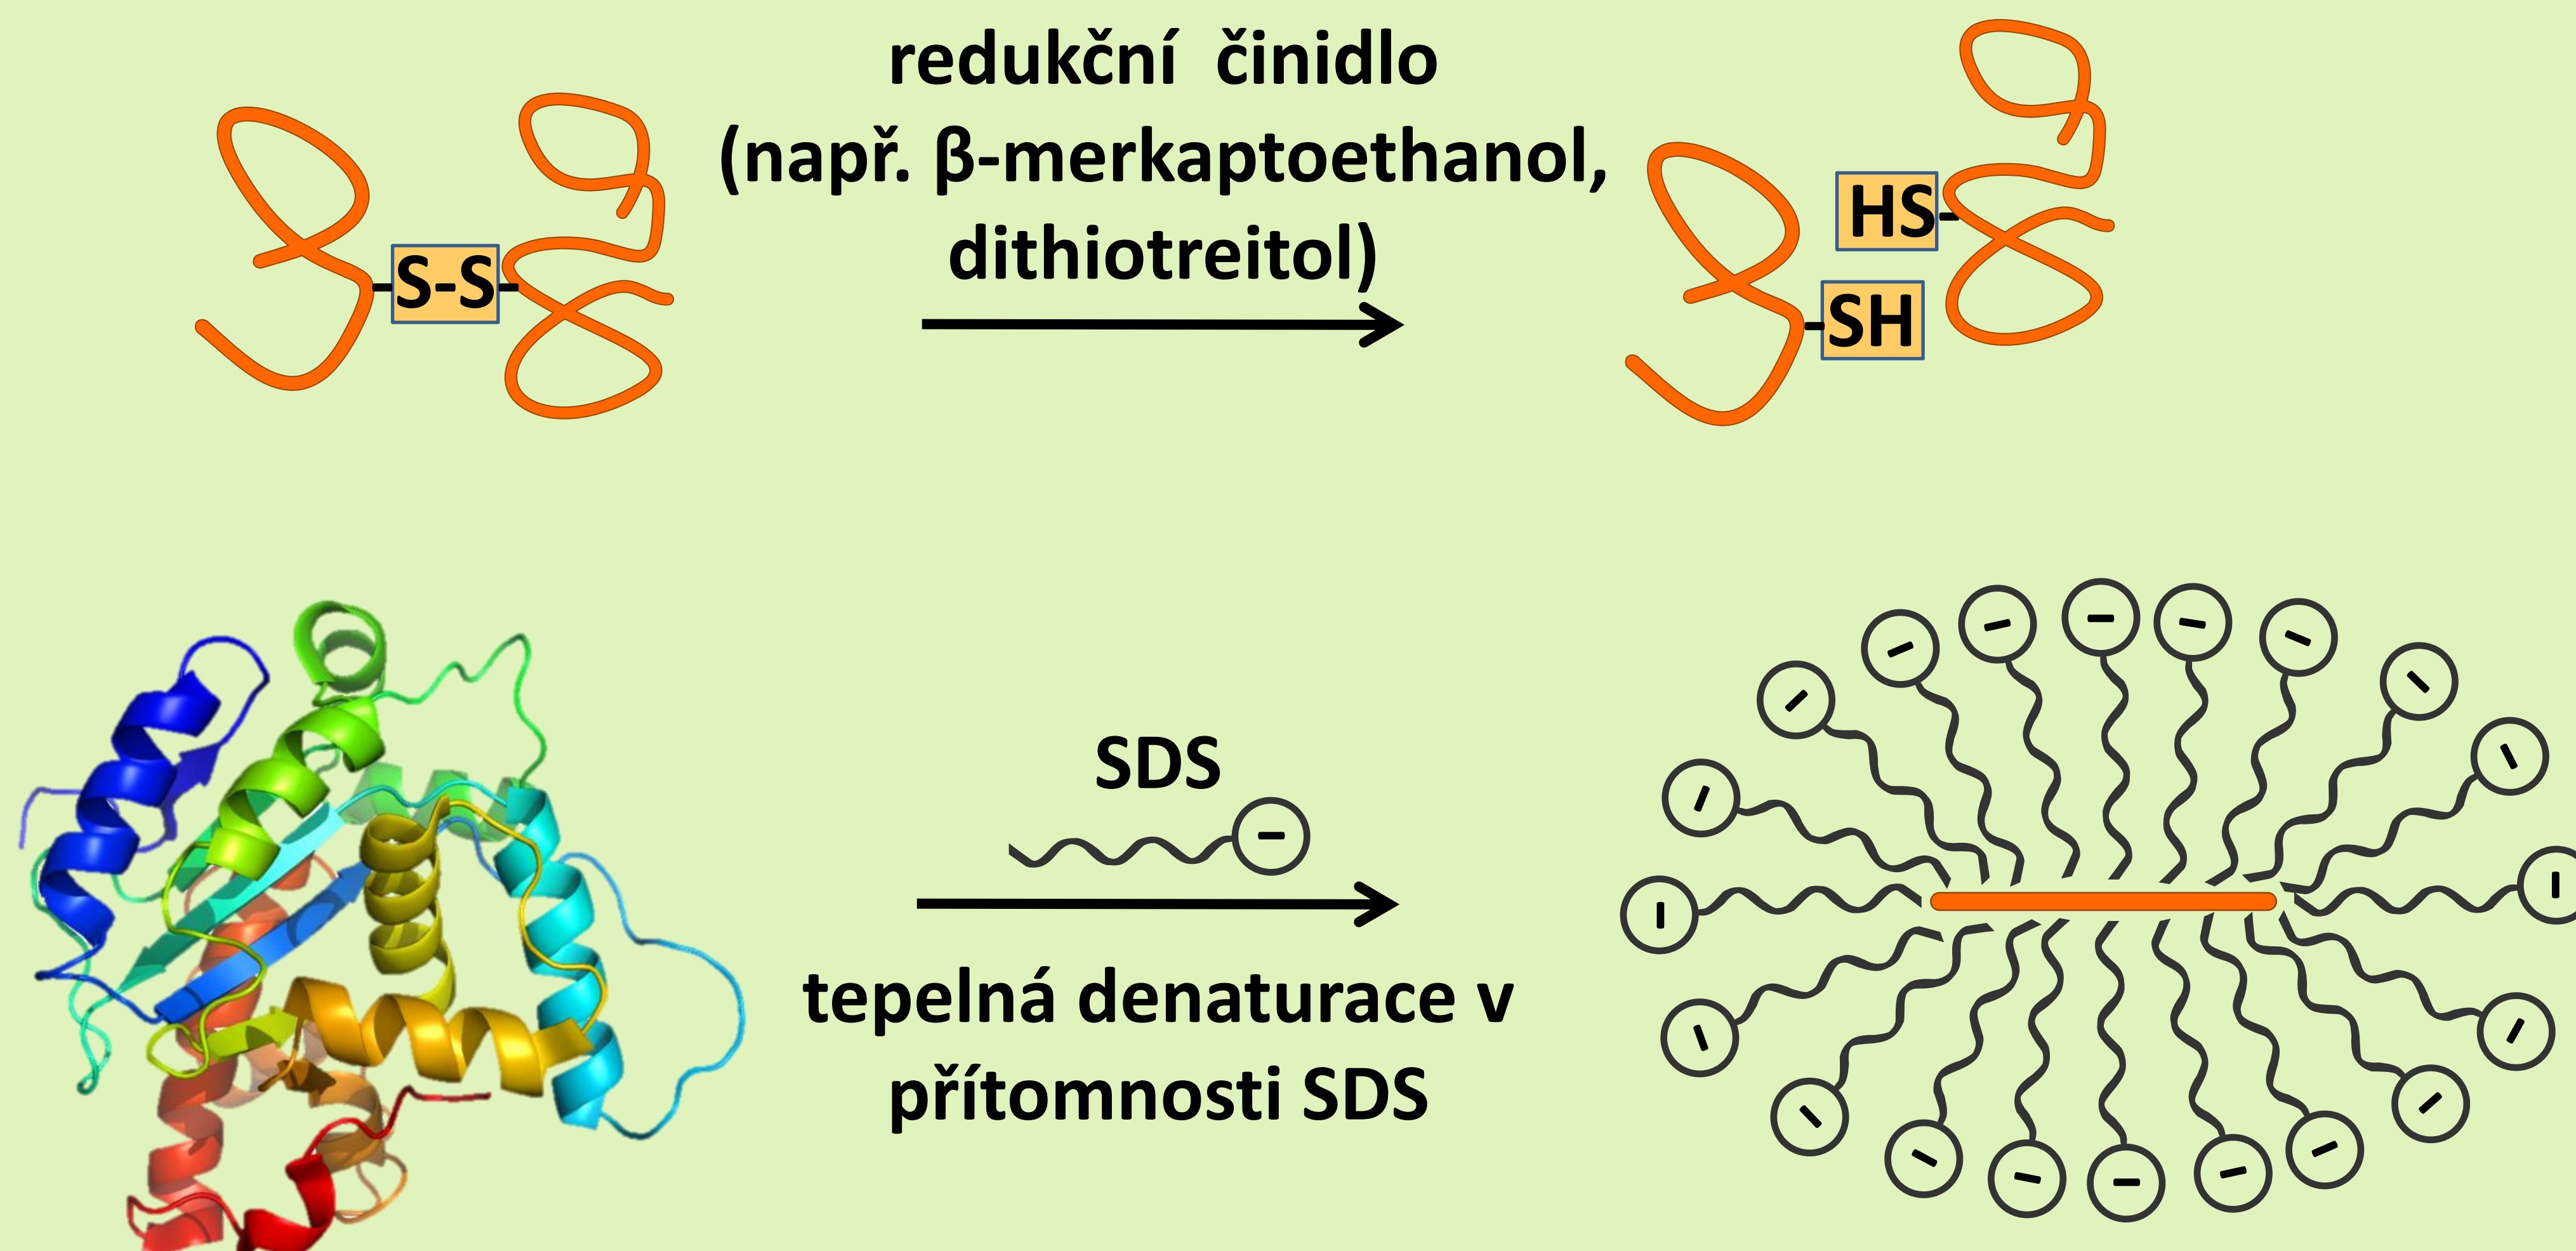 redukční činidlo
(např. β-merkaptoethanol,
dithiotreitol)
S-S
HS
SH
SDS
tepelná denaturace v
přítomnosti SDS